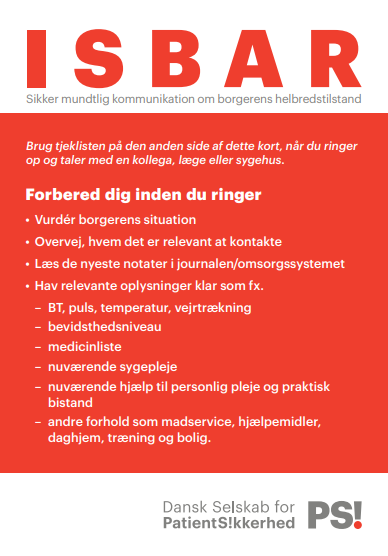 ISBAR
Sikker mundtlig kommunikation om borgerens helbredstilstand
Brug tjeklisten på den anden side af dette kort, når du ringer
op og taler med en kollega, læge eller sygehus.
Forbered dig inden du ringer
• Vurdér borgerens situation
• Overvej, hvem det er relevant at kontakte
• Læs de nyeste notater i journalen/omsorgssystemet
• Hav relevante oplysninger klar som fx.
– BT, puls, temperatur, vejrtrækning
– bevidsthedsniveau
– medicinliste
– nuværende sygepleje
– nuværende hjælp til personlig pleje og praktisk
bistand
– andre forhold som madservice, hjælpemidler,
daghjem, træning og bolig.
Dansk Selskab for
PatientS!kkerhed
PS!